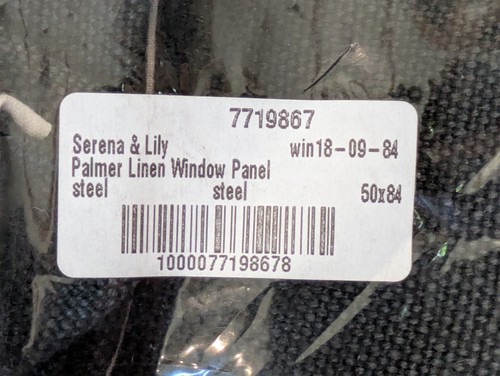 7719867
Serena & Lily win18-09-84
Palmer Linen Window Panel
steel steel 50x84
1000077198678